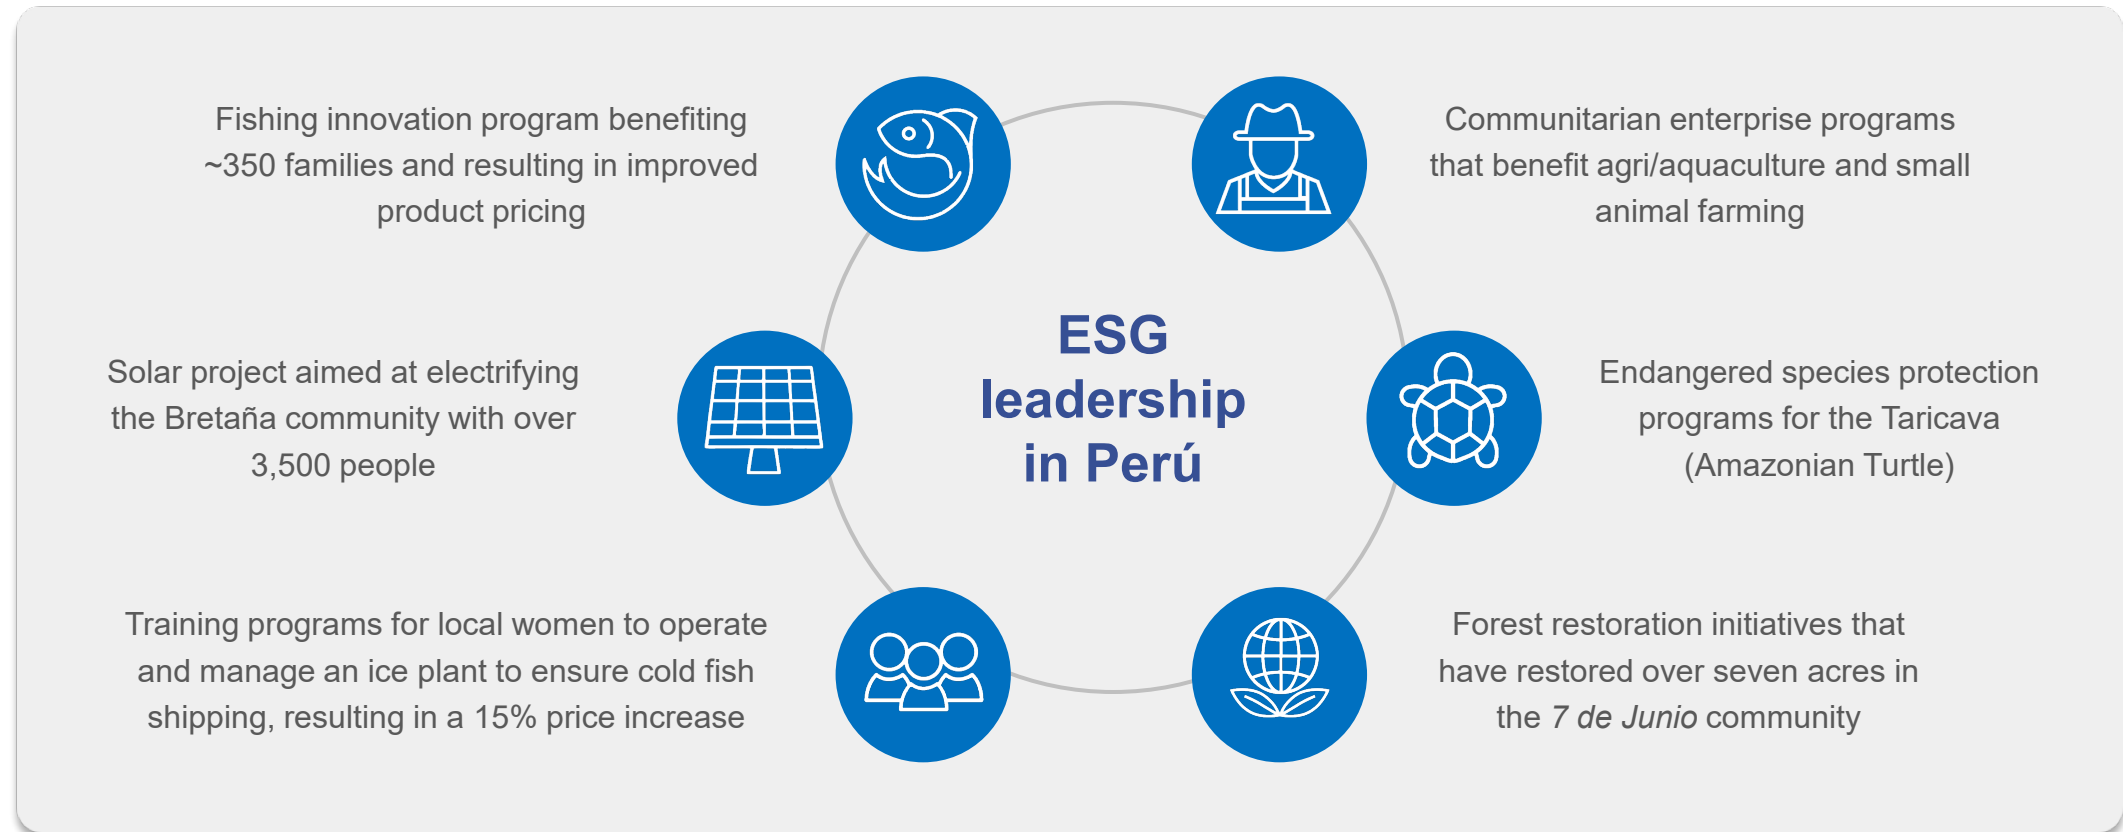 Fishing innovation program benefiting
~350 families and resulting in improved
product pricing
Communitarian enterprise programs
that benefit agri/aquaculture and small
animal farming
ESG
leadership
in Perú
Solar project aimed at electrifying
the Bretaña community with over
3,500 people
Endangered species protection
programs for the Taricava
(Amazonian Turtle)
Training programs for local women to operate
and manage an ice plant to ensure cold fish
shipping, resulting in a 15% price increase
Forest restoration initiatives that
have restored over seven acres in
the 7 de Junio community